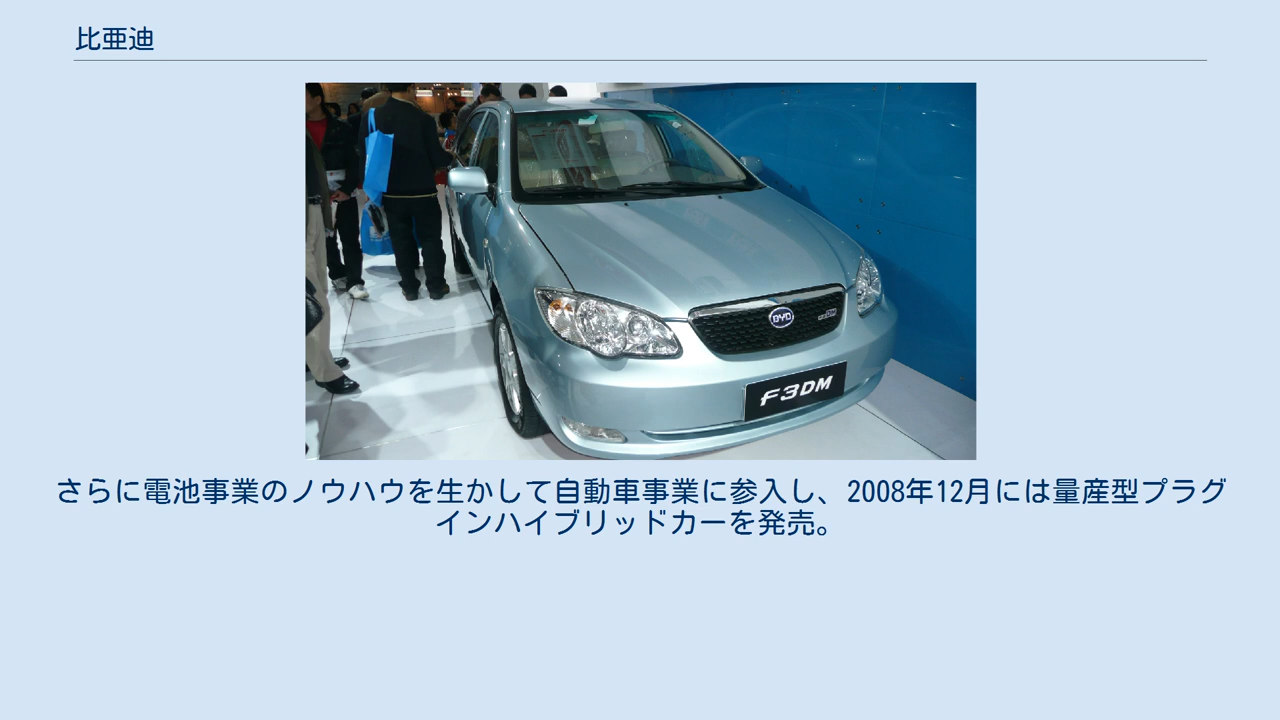 比亜迪
BYD
F3DM
さらに電池事業のノウハウを生かして自動車事業に参入し、2008年12月には量産型プラグ
インハイブリッドカーを発売。